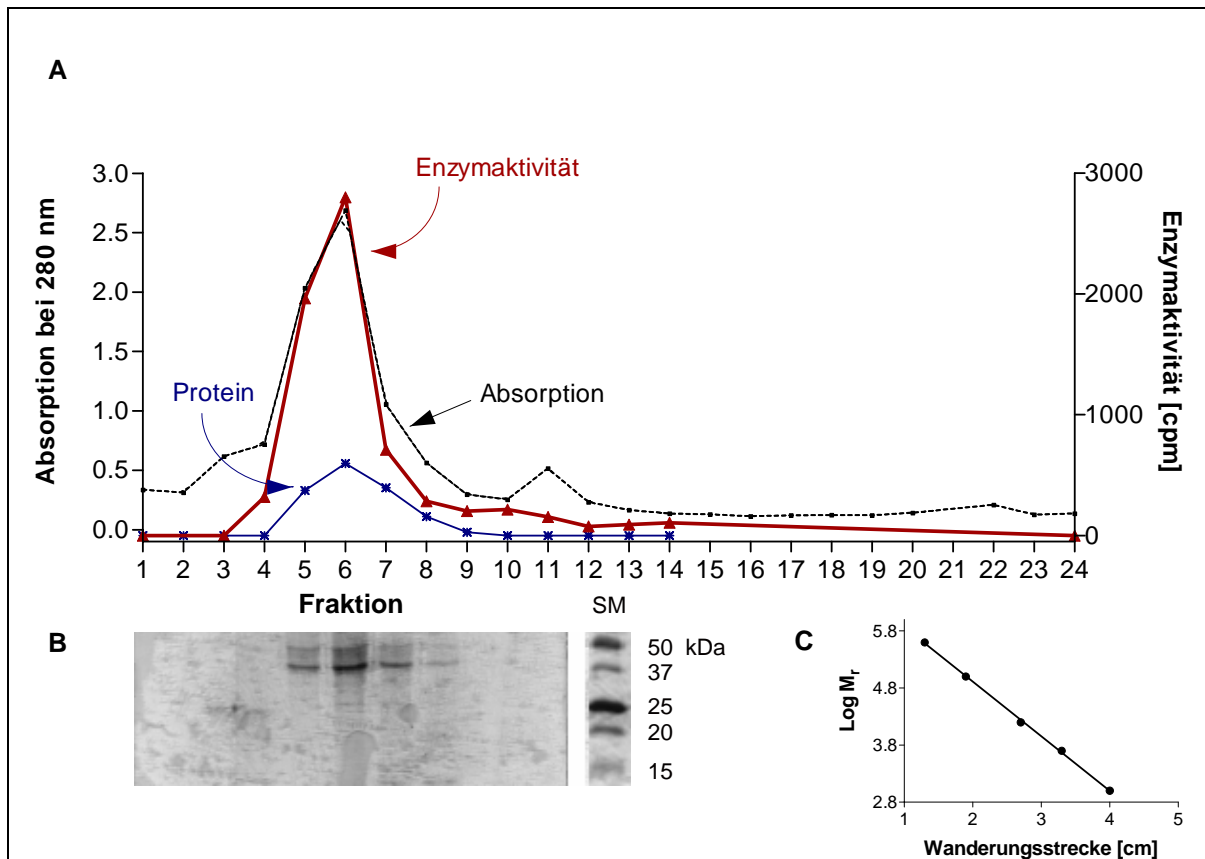 A
Enzymaktivität
3.0
2.5
2.0
1.5
1.0
0.5
0.0
Absorption bei 280 nm
3000
2000
1000
0
Enzymaktivität [cpm]
Protein
Absorption
1 2 3 4 5 6 7 8 9 10 11 12 13 14 15 16 17 18 19 20 21 22 23 24
Fraktion
SM
B
50 kDa
37
25
20
15
C
5.8
4.8
3.8
2.8
Log Mr
1 2 3 4 5
Wanderungsstrecke [cm]